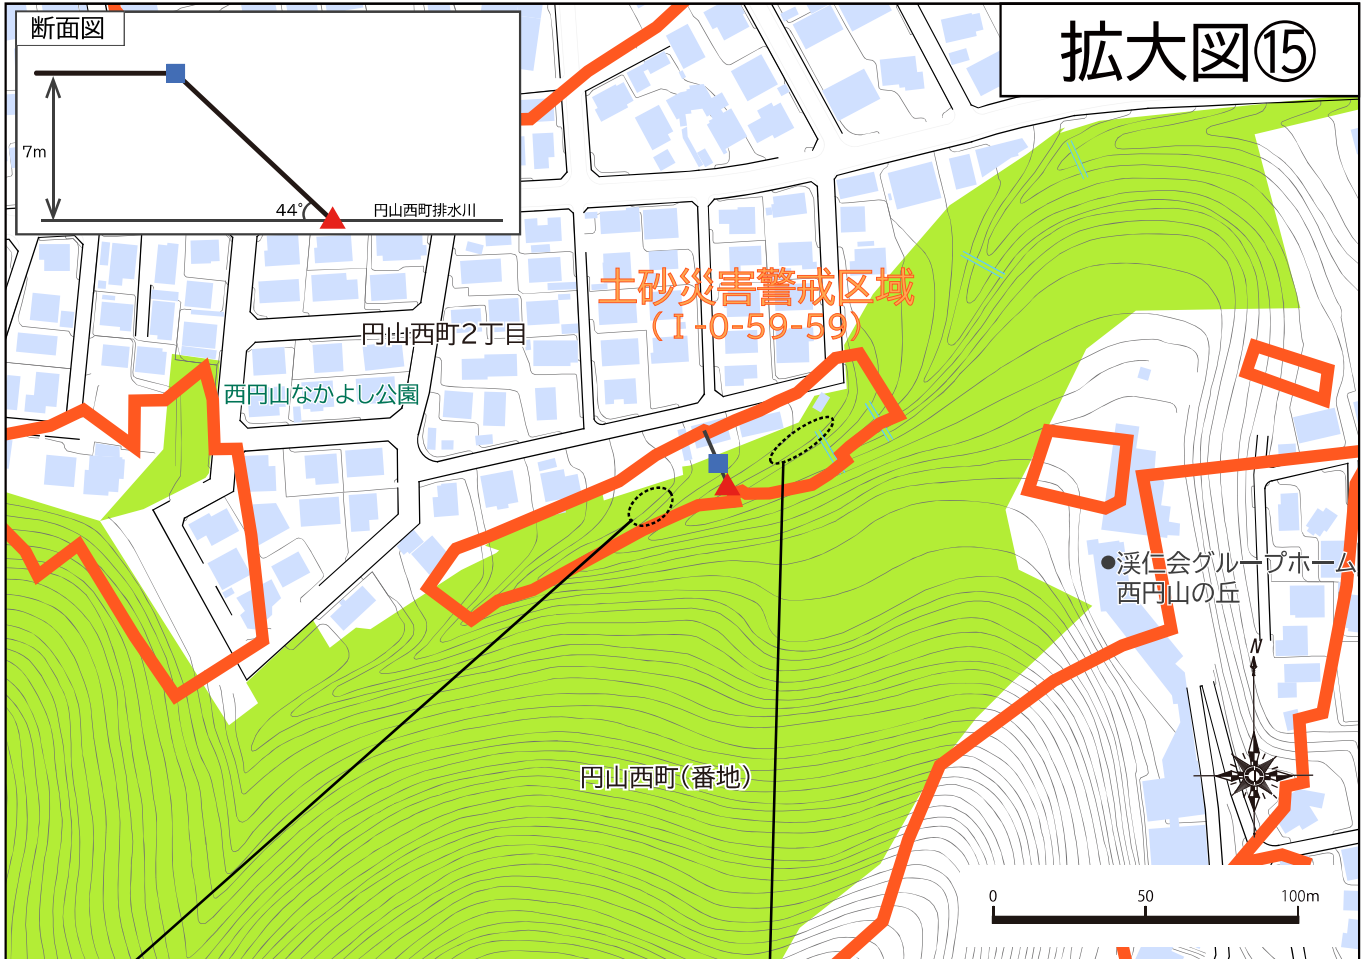 断面図
拡大図⑮
7m
44°
円山西町排水川
土砂災害警戒区域
(Ⅰ-0-59-59)
円山西町2丁目
西円山なかよし公園
渓仁会グループホーム
西円山の丘
N
円山西町(番地)
0 50 100m